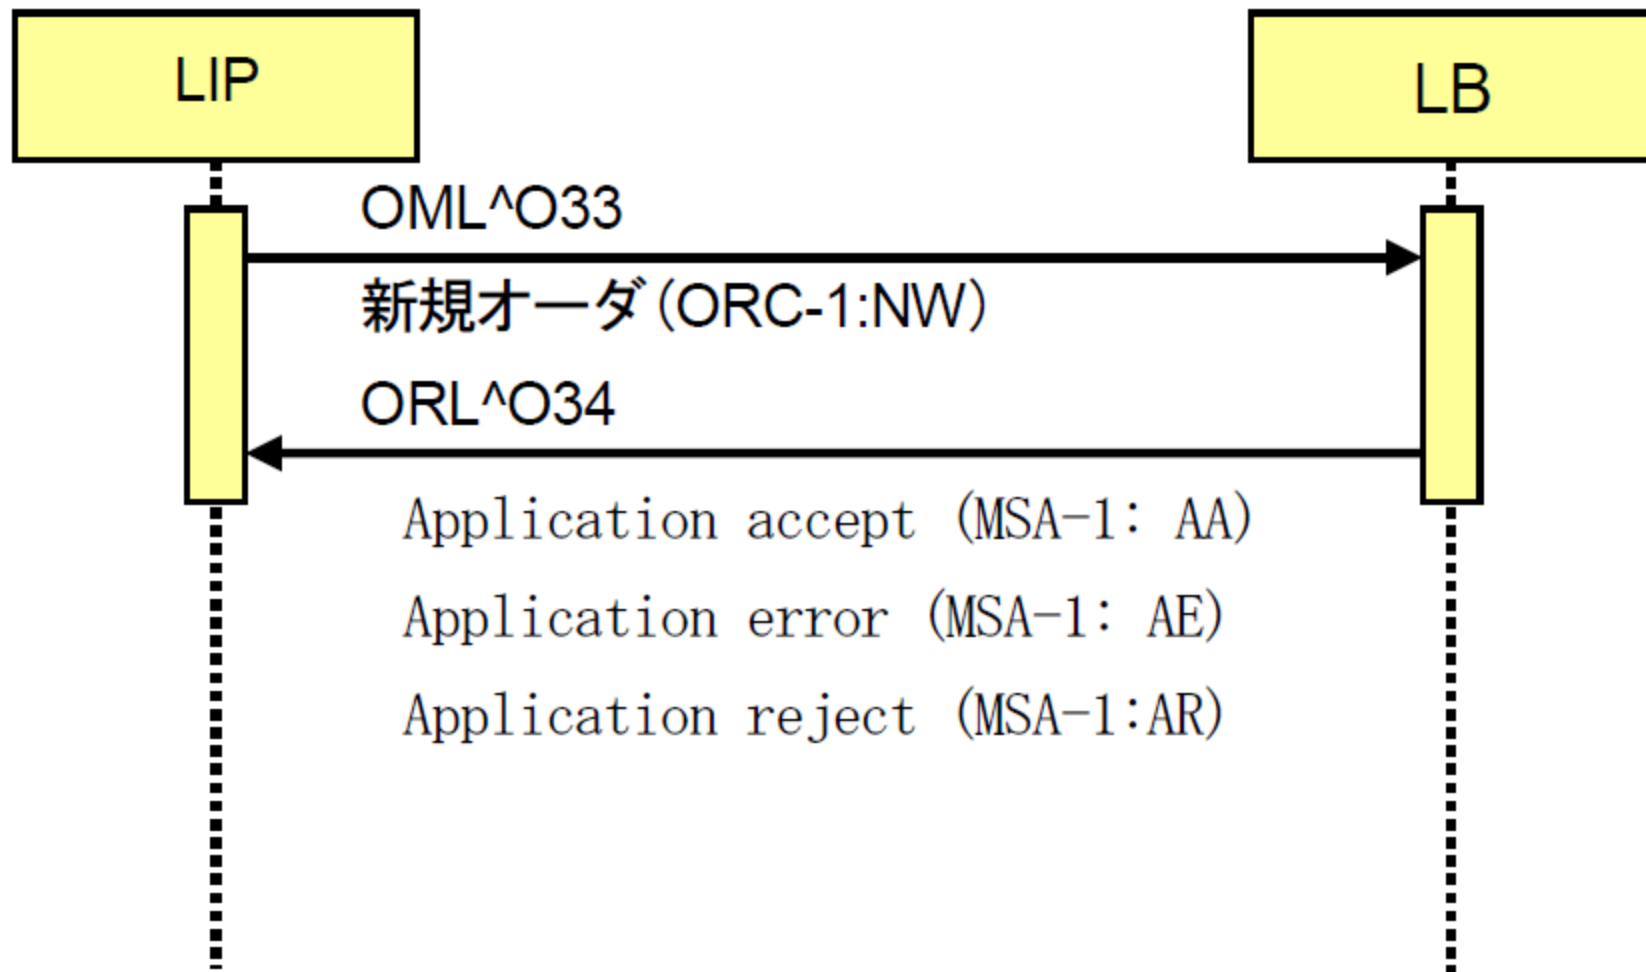 LIP
LB
OML^O33
新規オーダ(ORC-1:NW)
ORL^O34
Application accept (MSA-1: AA)
Application error (MSA-1: AE)
Application reject (MSA-1:AR)